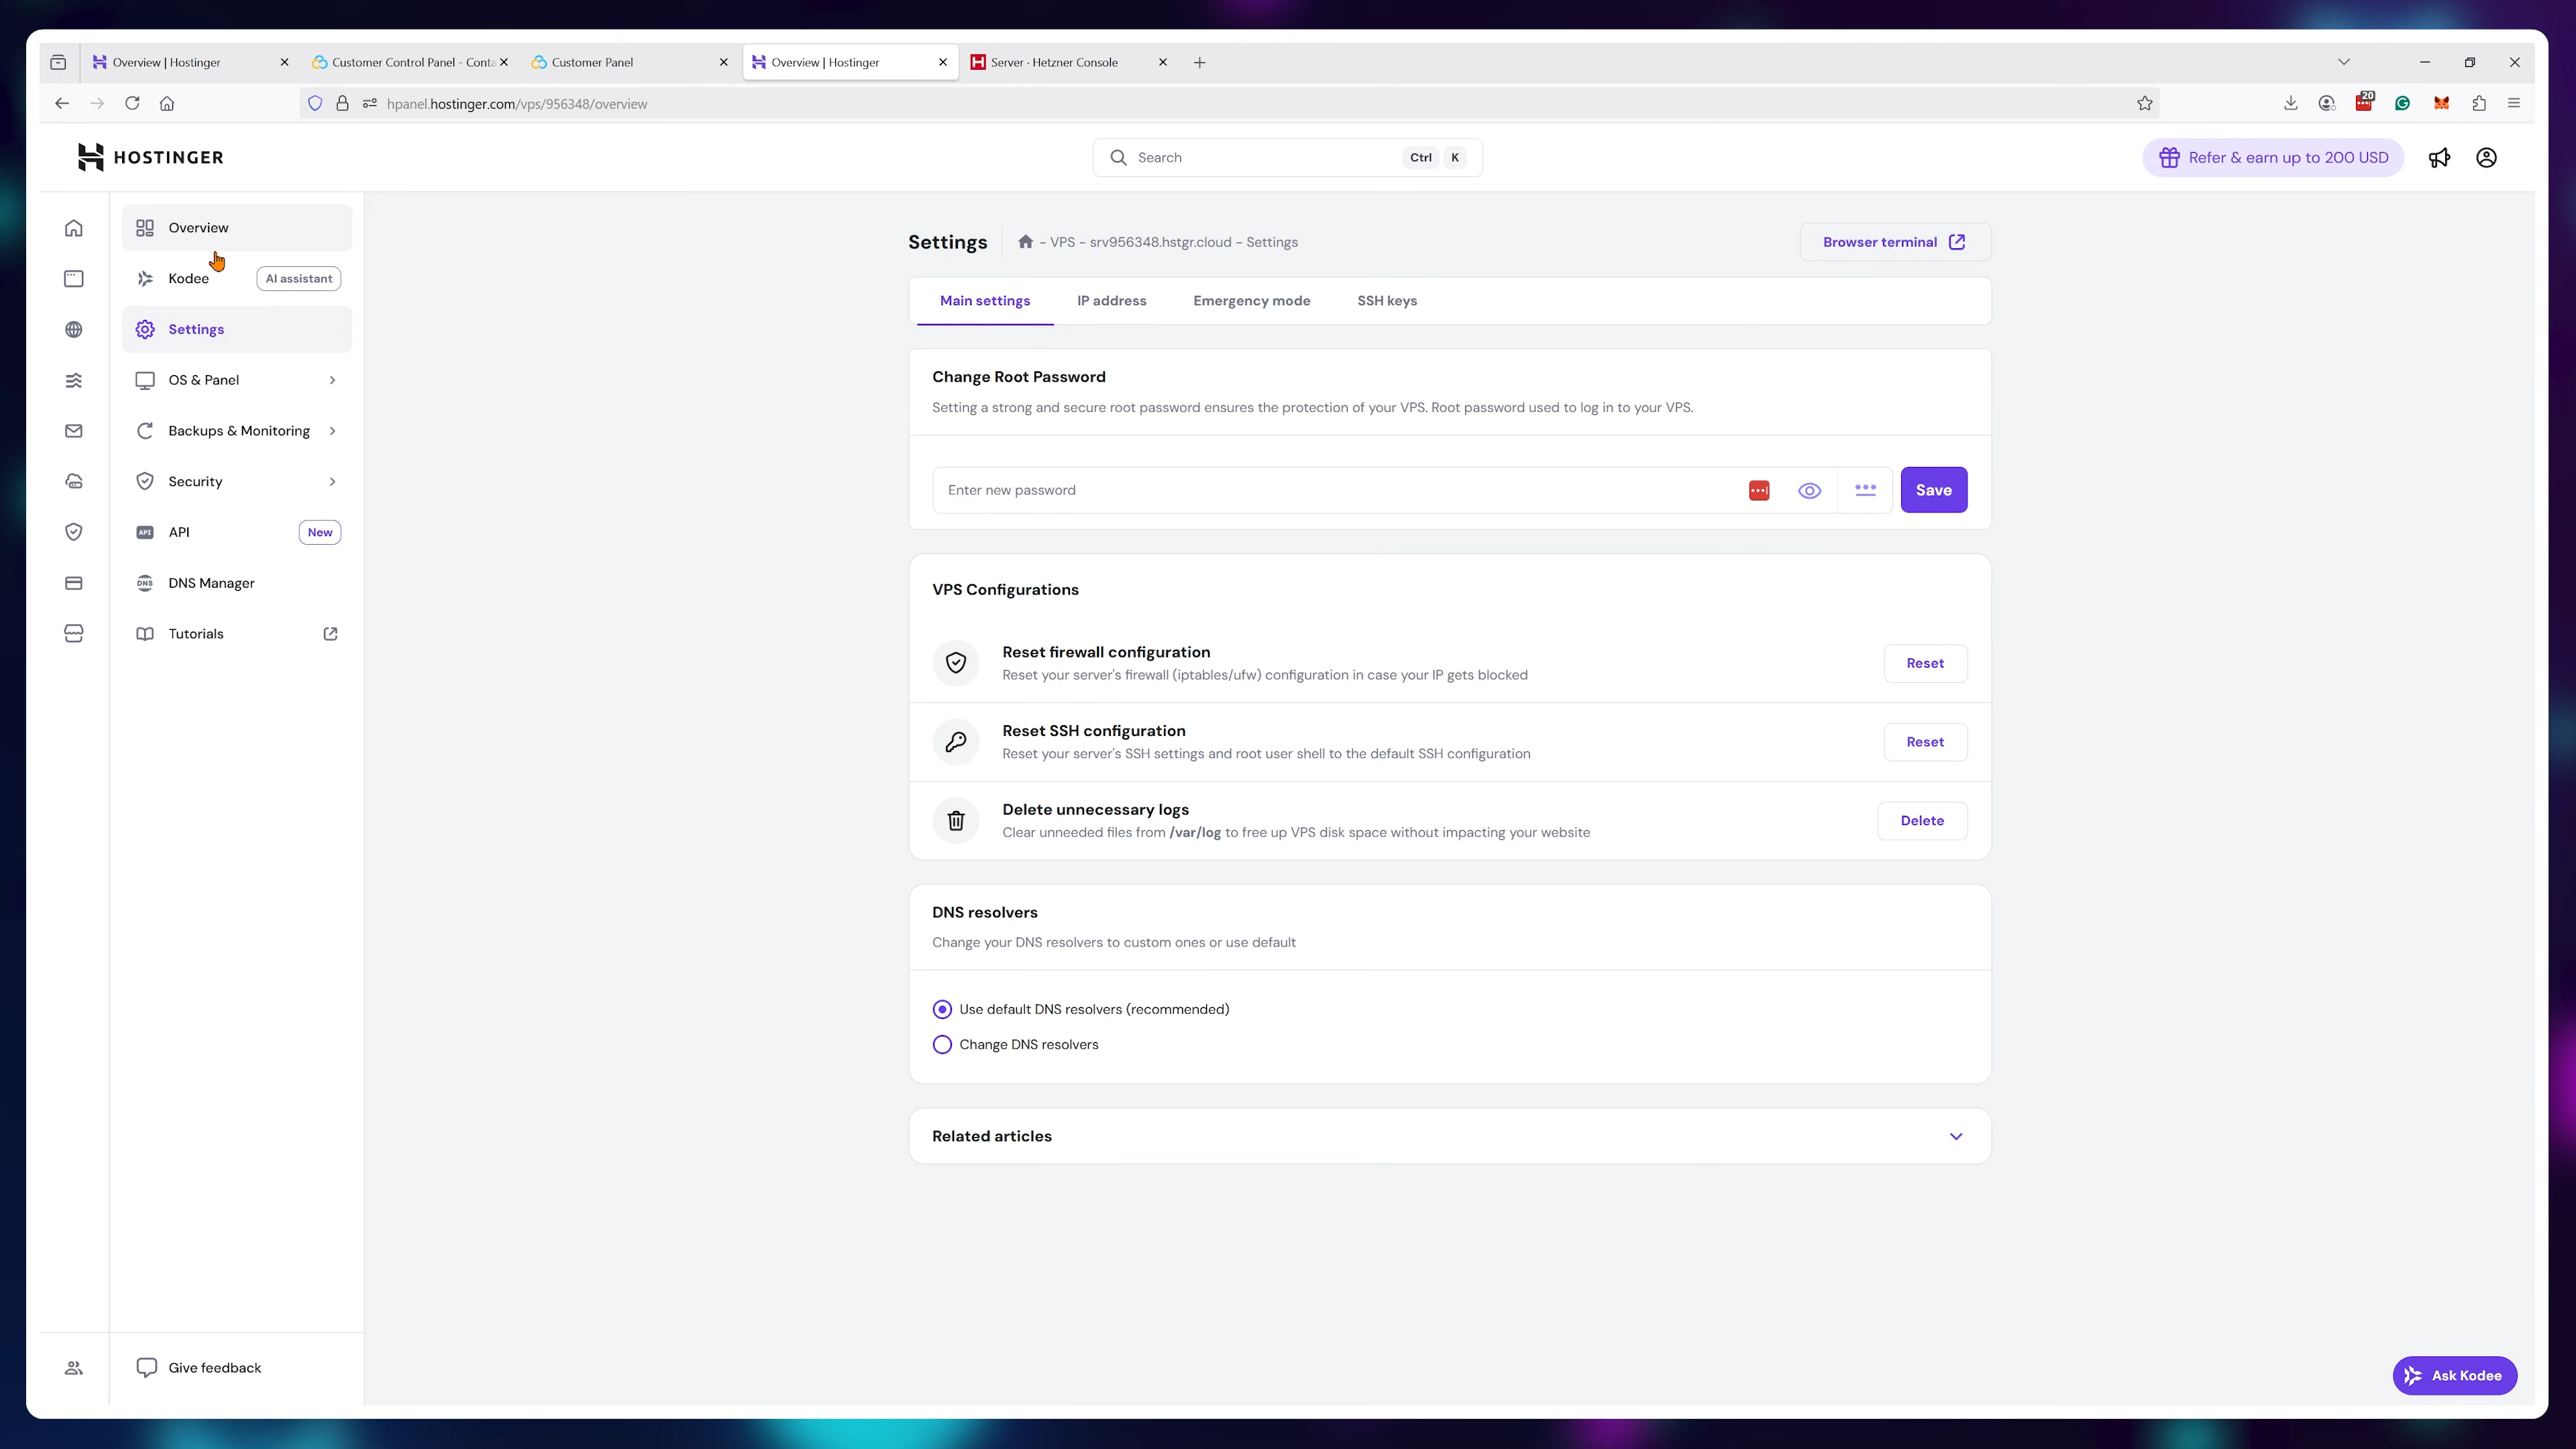 Overview | Hostinger
Customer Control Panel - Conta
Customer Panel
Overview | Hostinger
Server · Hetzner Console
hpanel.hostinger.com/vps/956348/overview
20
HOSTINGER
Search
Ctrl
K
Refer & earn up to 200 USD
Overview
Kodee
AI assistant
Settings
OS & Panel
Backups & Monitoring
Security
API
API
New
DNS
DNS Manager
Tutorials
Give feedback
Settings
- VPS - srv956348.hstgr.cloud - Settings
Browser terminal
Main settings
IP address
Emergency mode
SSH keys
Change Root Password
Setting a strong and secure root password ensures the protection of your VPS. Root password used to log in to your VPS.
Enter new password
Save
VPS Configurations
Reset firewall configuration
Reset your server's firewall (iptables/ufw) configuration in case your IP gets blocked
Reset
Reset SSH configuration
Reset your server's SSH settings and root user shell to the default SSH configuration
Reset
Delete unnecessary logs
Clear unneeded files from /var/log to free up VPS disk space without impacting your website
Delete
DNS resolvers
Change your DNS resolvers to custom ones or use default
Use default DNS resolvers (recommended)
Change DNS resolvers
Related articles
Ask Kodee